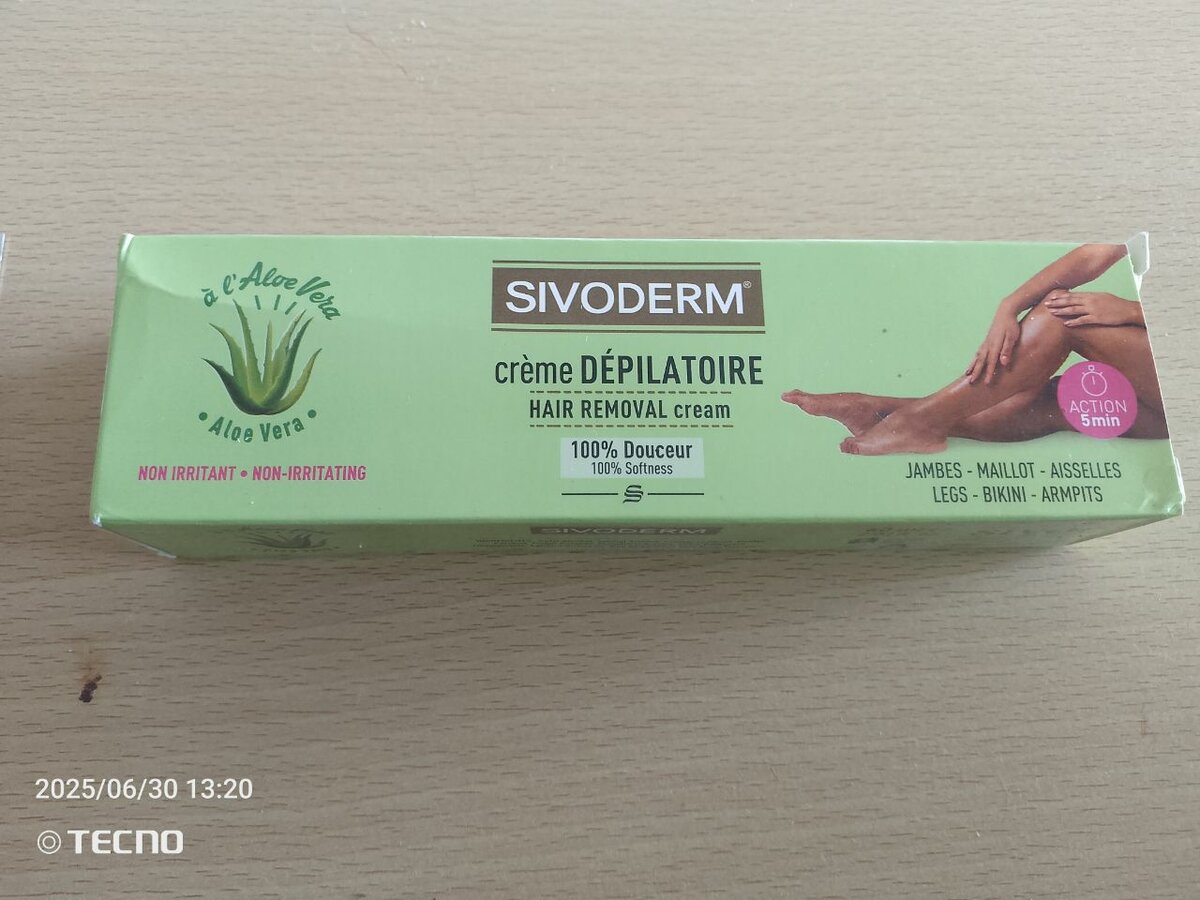 à l'Aloe Vera
• Aloe Vera •
NON IRRITANT • NON-IRRITATING
SIVODERM®
crème DÉPILATOIRE
HAIR REMOVAL cream
100% Douceur
100% Softness
ACTION
5min
JAMBES - MAILLOT - AISSELLES
LEGS - BIKINI - ARMPITS
SIVODERM
2025/06/30 13:20
TECNO